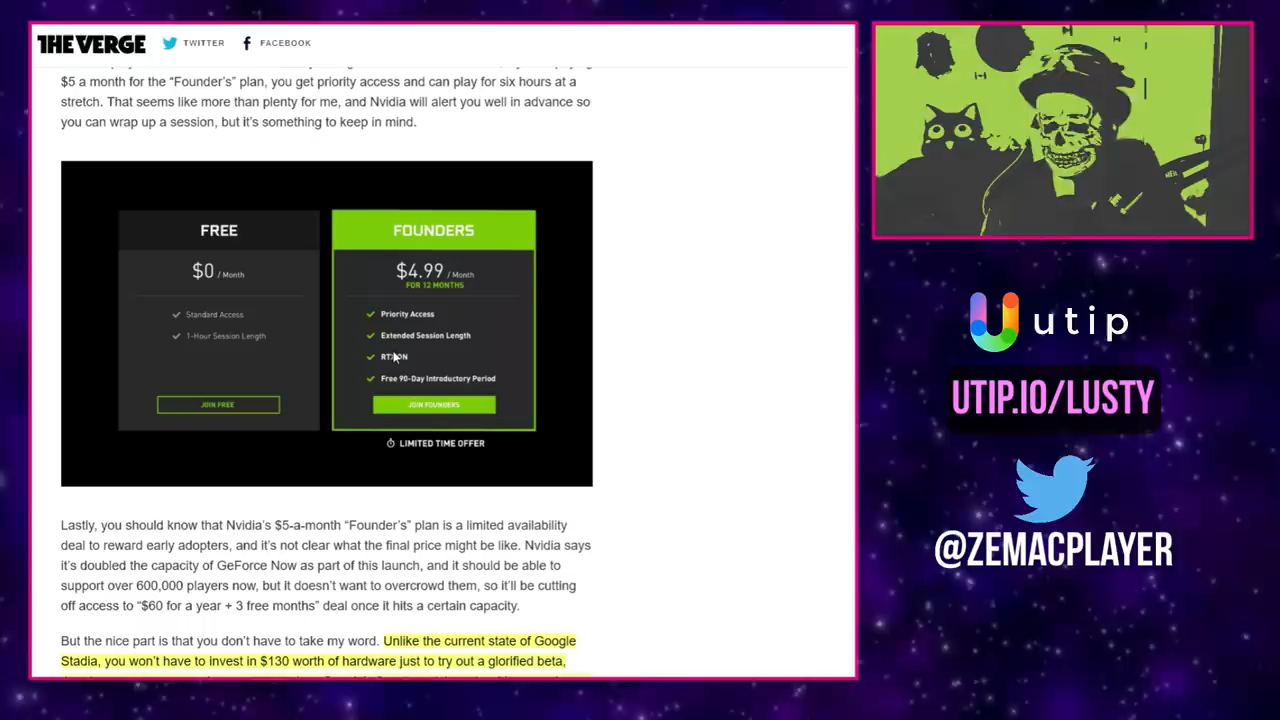 THE VERGE TWITTER FACEBOOK
$5 a month for the “Founder’s” plan, you get priority access and can play for six hours at a
stretch. That seems like more than plenty for me, and Nvidia will alert you well in advance so
you can wrap up a session, but it’s something to keep in mind.
FREE
$0 / Month
Standard Access
1-Hour Session Length
JOIN FREE
FOUNDERS
$4.99 / Month
FOR 12 MONTHS
Priority Access
Extended Session Length
RTX ON
Free 90-Day Introductory Period
JOIN FOUNDERS
LIMITED TIME OFFER
Lastly, you should know that Nvidia’s $5-a-month “Founder’s” plan is a limited availability
deal to reward early adopters, and it’s not clear what the final price might be like. Nvidia says
it’s doubled the capacity of GeForce Now as part of this launch, and it should be able to
support over 600,000 players now, but it doesn’t want to overcrowd them, so it’ll be cutting
off access to “$60 for a year + 3 free months” deal once it hits a certain capacity.
But the nice part is that you don’t have to take my word. Unlike the current state of Google
Stadia, you won’t have to invest in $130 worth of hardware just to try out a glorified beta,
utip
UTIP.IO/LUSTY
@ZEMACPLAYER